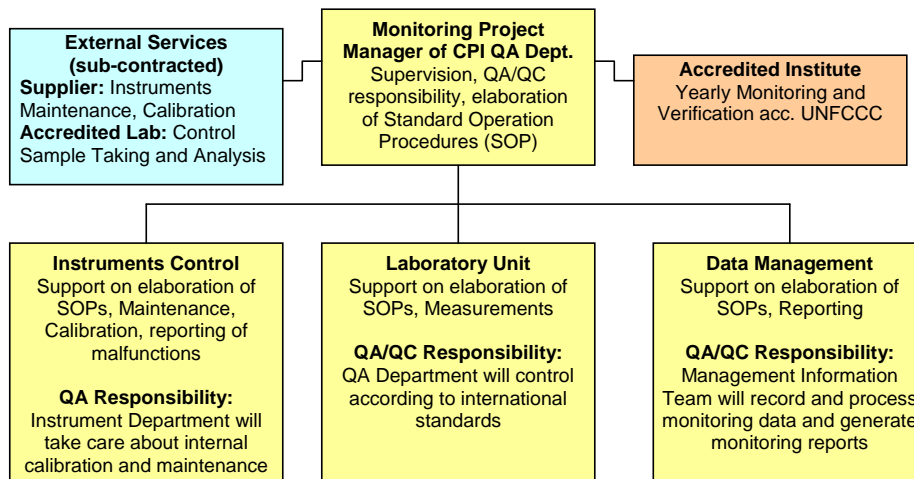 External Services
(sub-contracted)
Supplier: Instruments
Maintenance, Calibration
Accredited Lab: Control
Sample Taking and Analysis
Monitoring Project
Manager of CPI QA Dept.
Supervision, QA/QC
responsibility, elaboration
of Standard Operation
Procedures (SOP)
Accredited Institute
Yearly Monitoring and
Verification acc. UNFCCC
Instruments Control
Support on elaboration of
SOPs, Maintenance,
Calibration, reporting of
malfunctions
QA Responsibility:
Instrument Department will
take care about internal
calibration and maintenance
Laboratory Unit
Support on elaboration of
SOPs, Measurements
QA/QC Responsibility:
QA Department will control
according to international
standards
Data Management
Support on elaboration of
SOPs, Reporting
QA/QC Responsibility:
Management Information
Team will record and process
monitoring data and generate
monitoring reports